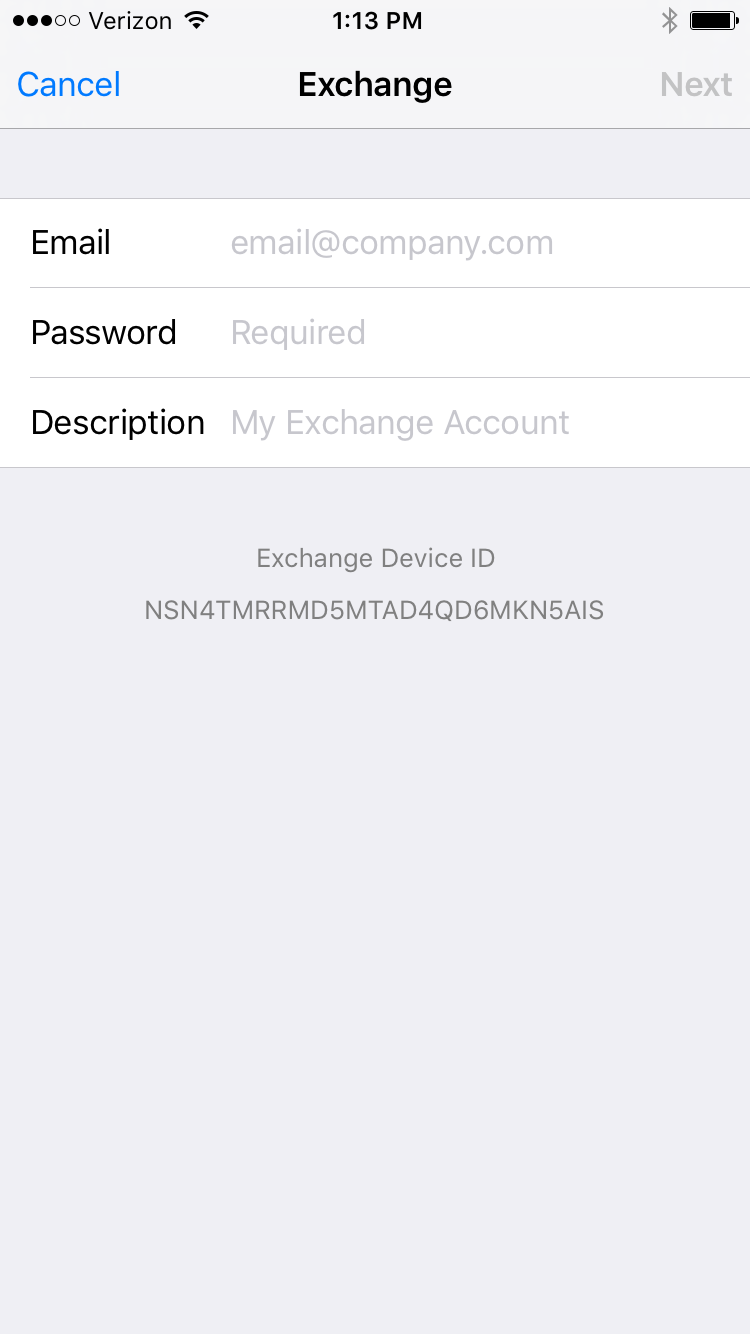 Verizon 1:13 PM
Cancel Exchange Next
Email email@company.com
Password Required
Description My Exchange Account
Exchange Device ID
NSN4TMRRMD5MTAD4QD6MKN5AIS